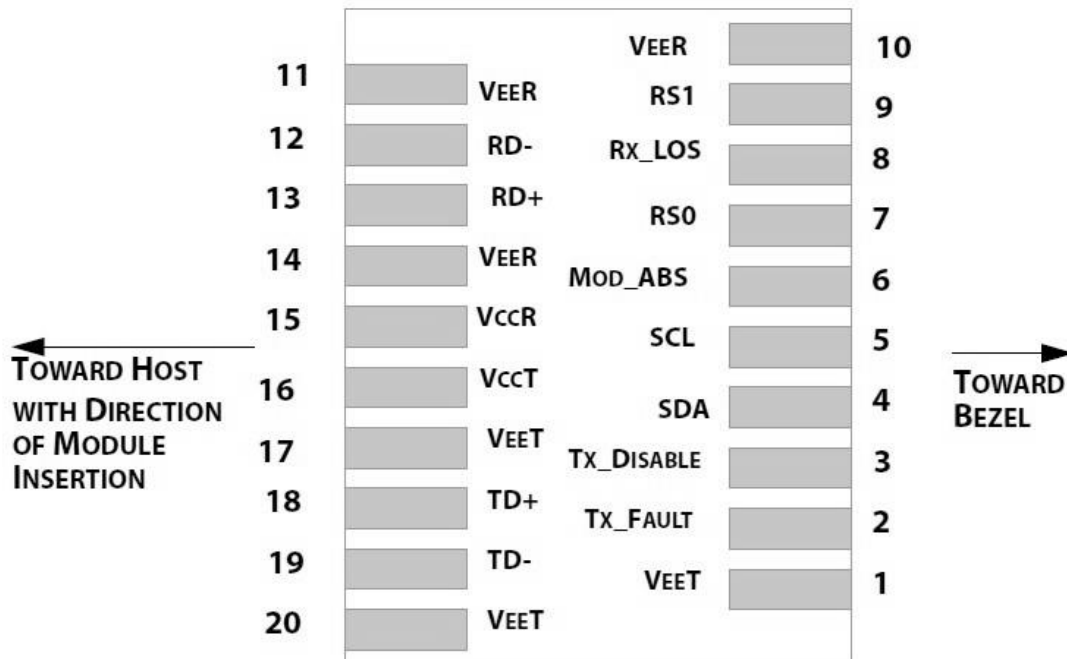 VEER 10
11 VEER
RS1 9
12 RD-
RX_LOS 8
13 RD+
RS0 7
14 VEER
MOD_ABS 6
15 VCCR
SCL 5
TOWARD HOST
WITH DIRECTION
OF MODULE
INSERTION
TOWARD
BEZEL
16 VCCT
SDA 4
17 VEET
TX_DISABLE 3
18 TD+
TX_FAULT 2
19 TD-
VEET 1
20 VEET